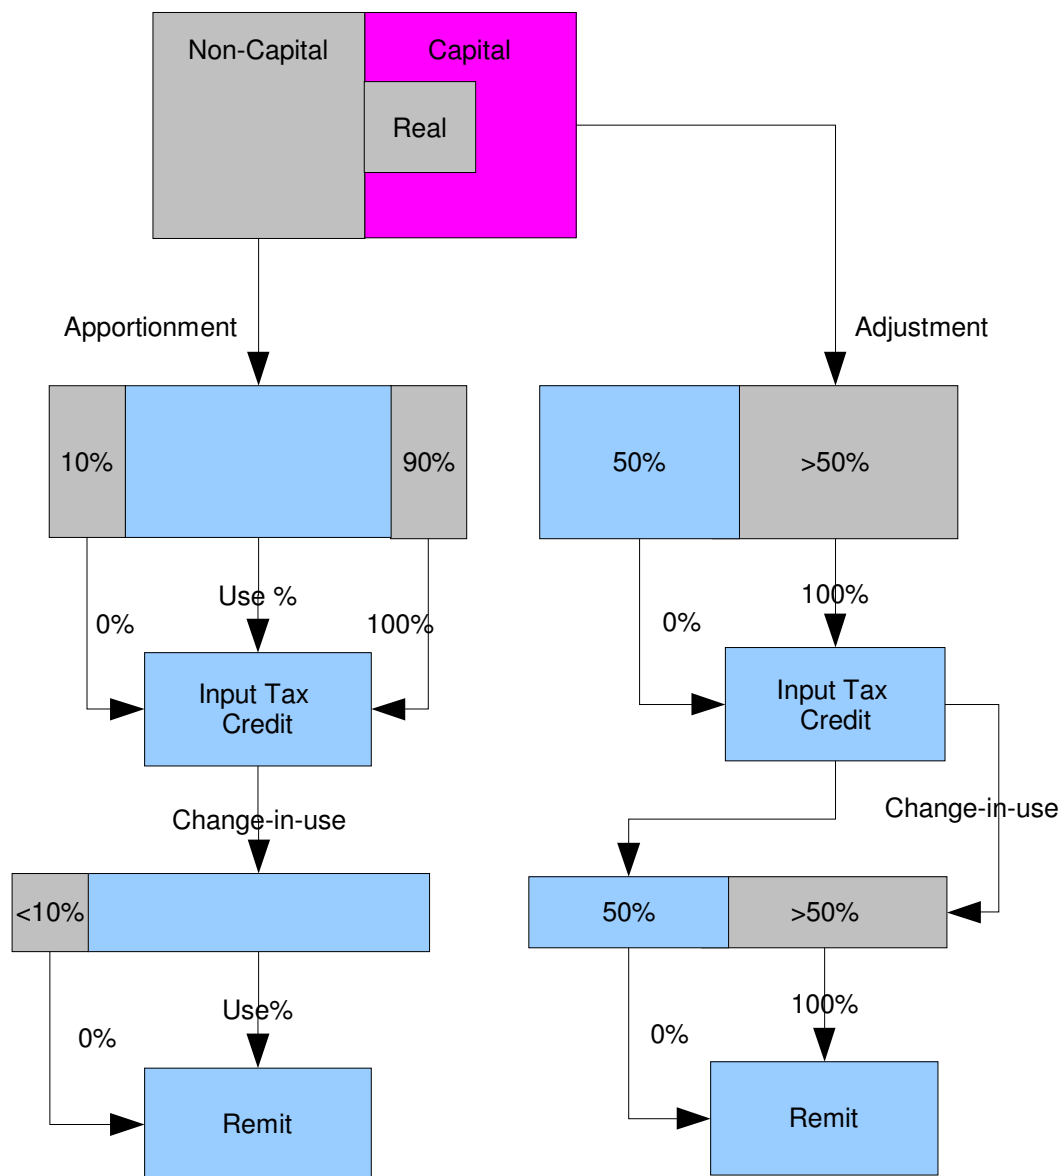 Non-Capital
Capital
Real
Apportionment
Adjustment
10%
90%
50%
>50%
Use %
0%
100%
100%
0%
Input Tax
Credit
Input Tax
Credit
Change-in-use
Change-in-use
<10%
50%
>50%
Use%
0%
100%
0%
Remit
Remit